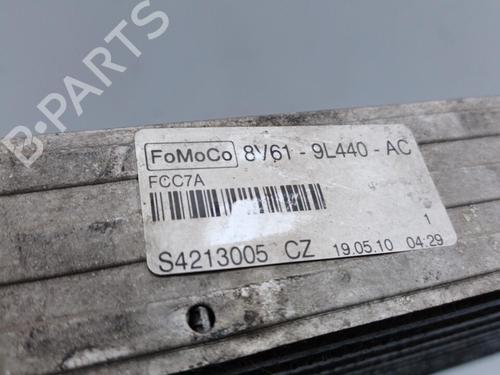 B-PARTS
FoMoCo 8V61 - 9L440 - AC
FCC7A
1
S4213005 CZ 19.05.10 04:29